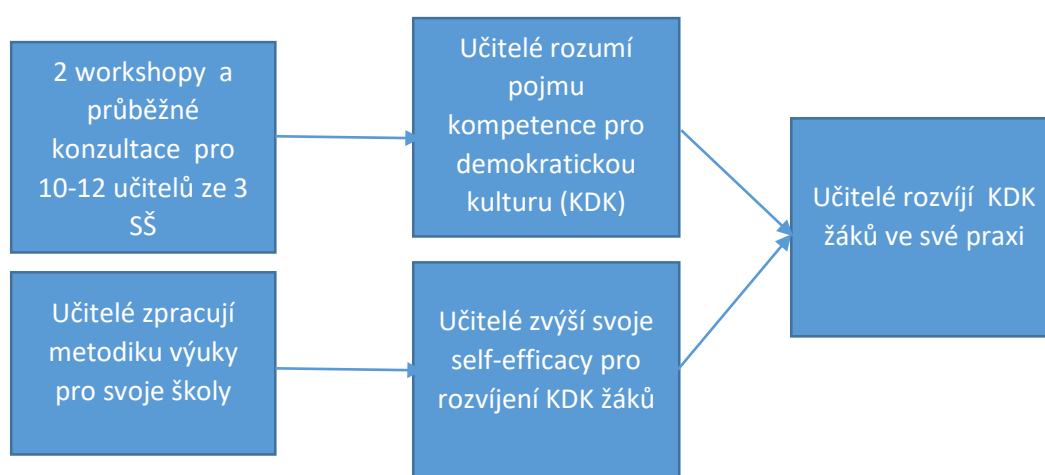 2 workshopy a
průběžné
konzultace pro
10-12 učitelů ze 3
SŠ
Učitelé rozumí
pojmu
kompetence pro
demokratickou
kulturu (KDK)
Učitelé rozvíjí KDK
žáků ve své praxi
Učitelé zpracují
metodiku výuky
pro svoje školy
Učitelé zvýší svoje
self-efficacy pro
rozvíjení KDK žáků